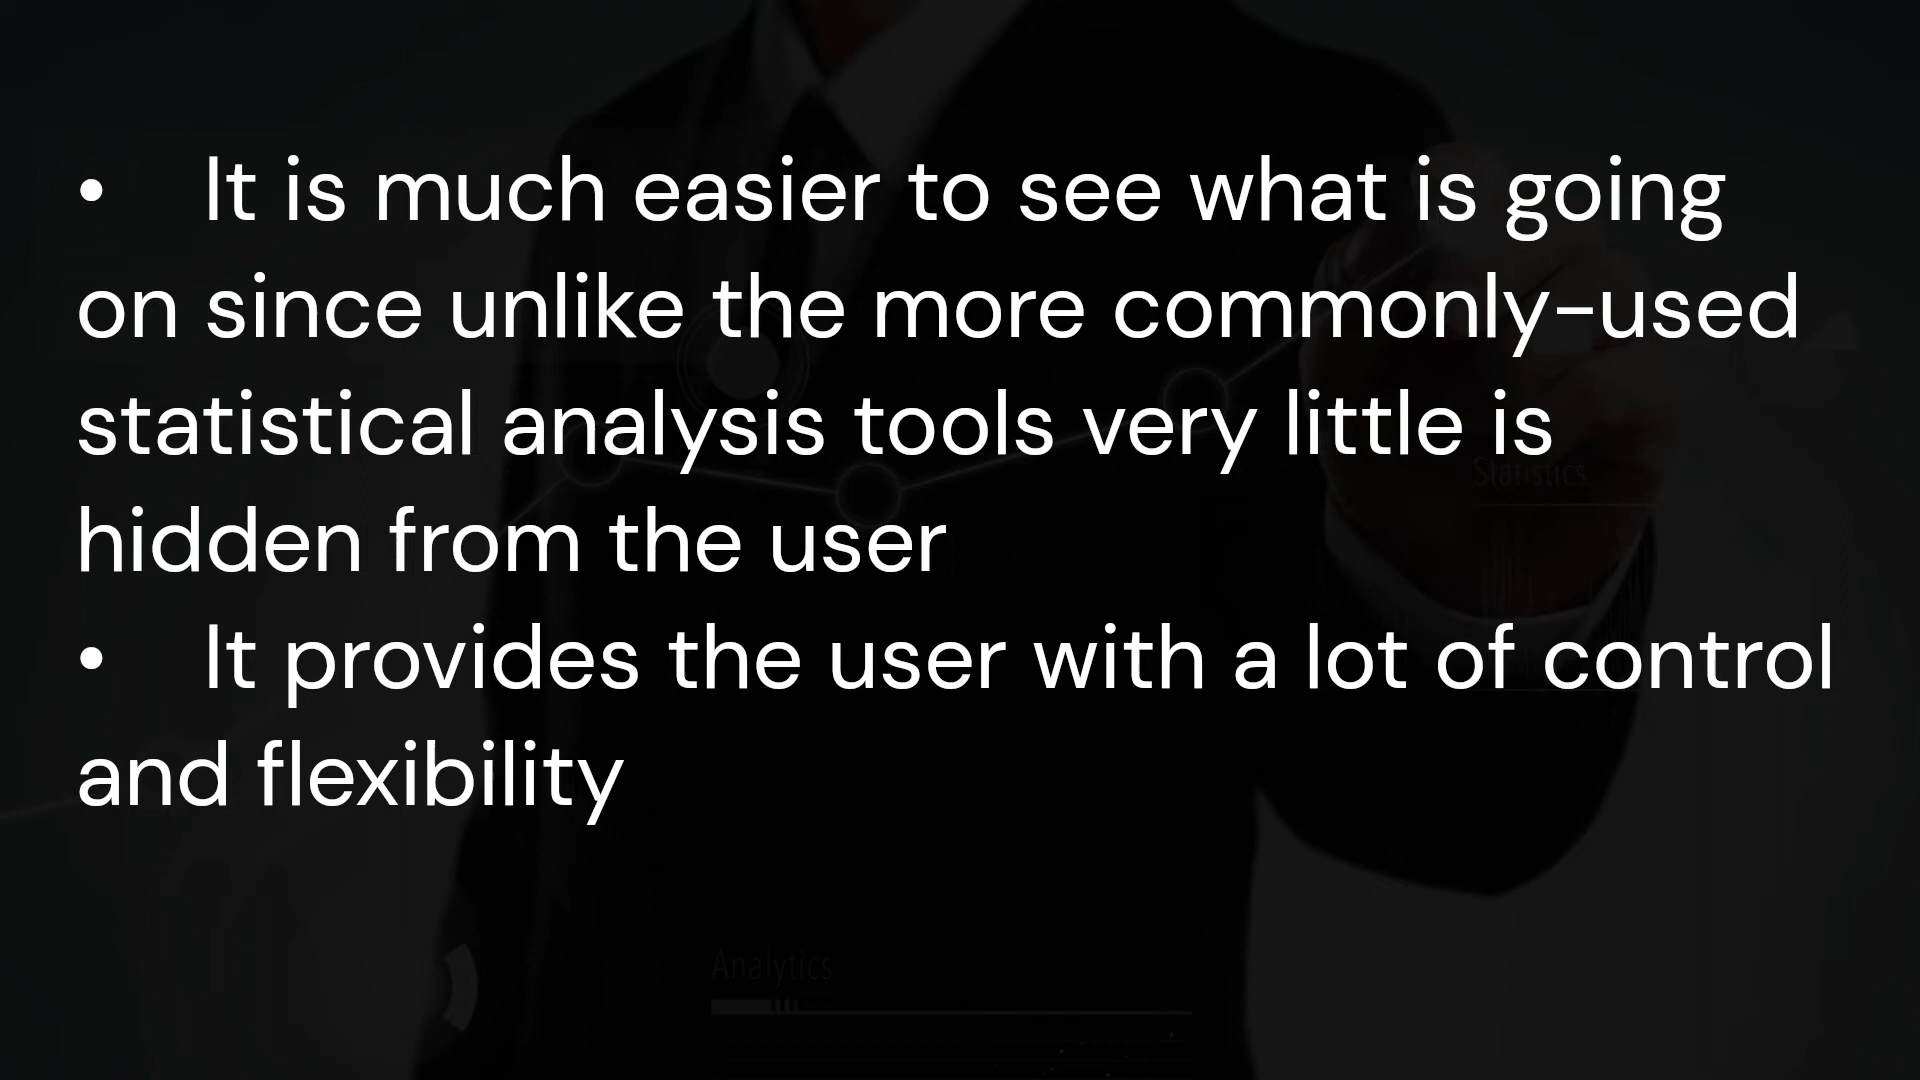 • It is much easier to see what is going
on since unlike the more commonly-used
statistical analysis tools very little is
Statistics
hidden from the user
• It provides the user with a lot of control
and flexibility
Analytics